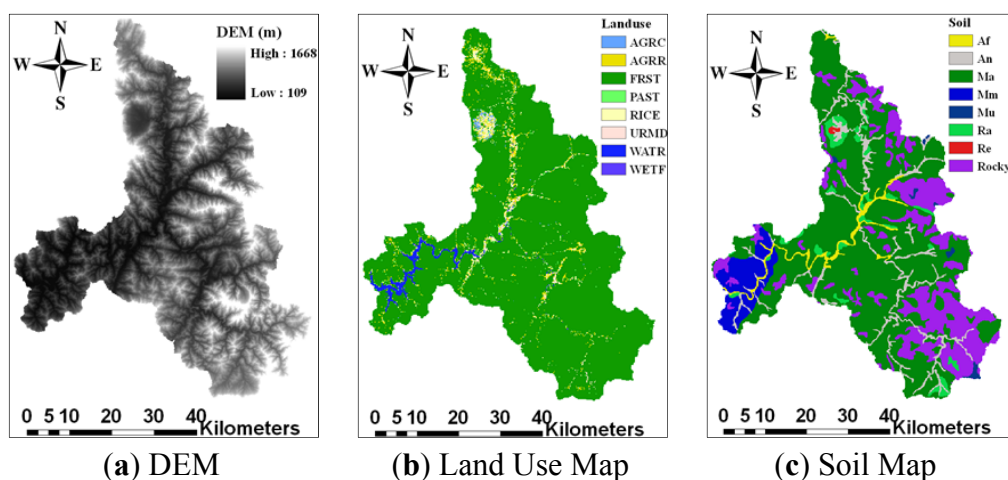 N
W E
S
DEM (m)
High : 1668
Low : 109
0 5 10 20 30 40
Kilometers
(a) DEM
N
W E
S
Landuse
AGRC
AGRR
FRST
PAST
RICE
URMD
WATR
WETF
0 5 10 20 30 40
Kilometers
(b) Land Use Map
N
W E
S
Soil
Af
An
Ma
Mm
Mu
Ra
Re
Rocky
0 5 10 20 30 40
Kilometers
(c) Soil Map